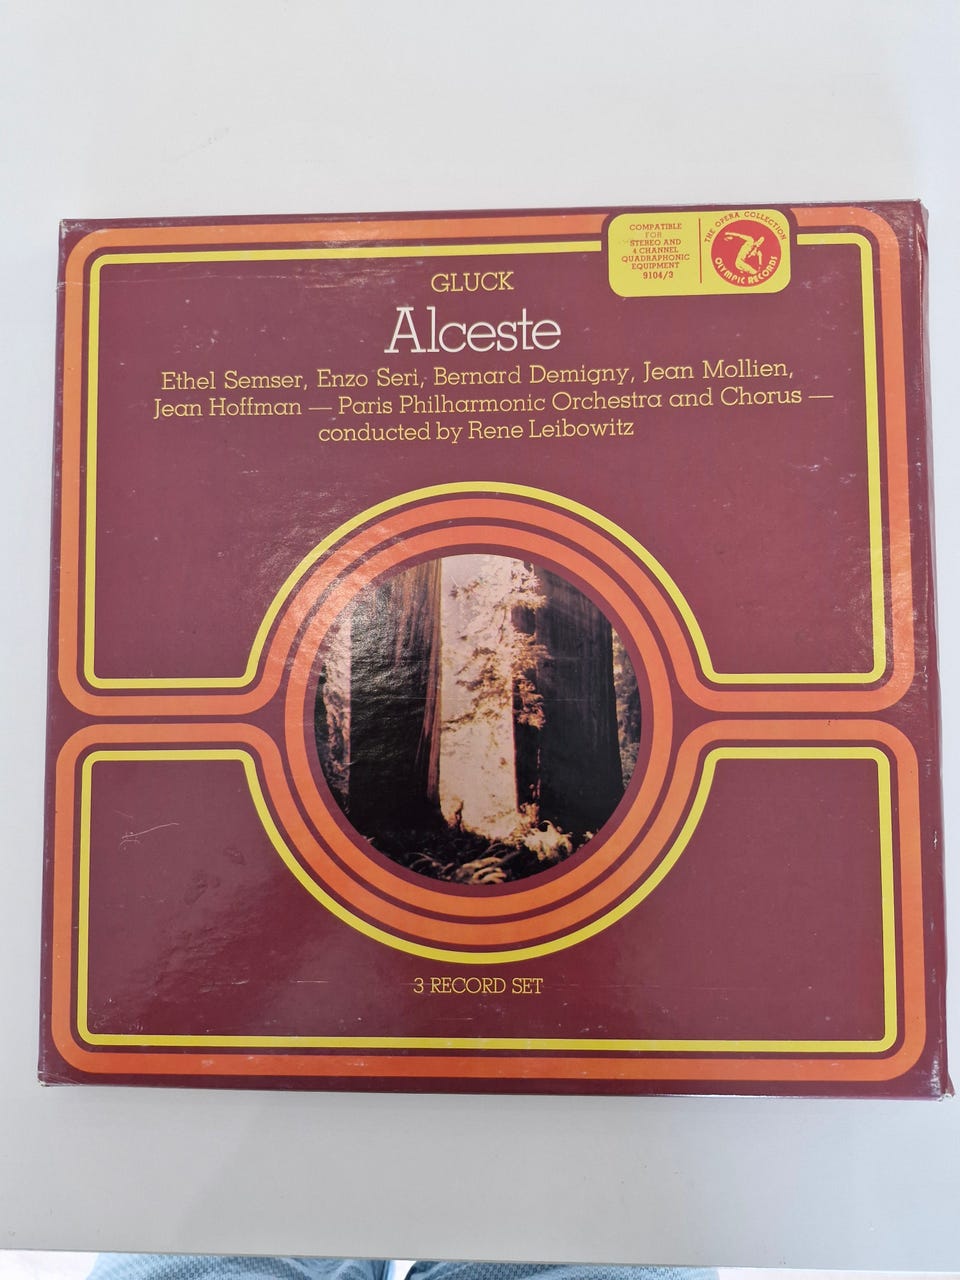 COMPATIBLE
FOR
STEREO AND
4 CHANNEL
QUADRAPHONIC
EQUIPMENT
9104/3
THE OPERA COLLECTION
OLYMPIC RECORDS
GLUCK
Alceste
Ethel Semser, Enzo Seri, Bernard Demigny, Jean Mollien,
Jean Hoffman — Paris Philharmonic Orchestra and Chorus —
conducted by Rene Leibowitz
3 RECORD SET